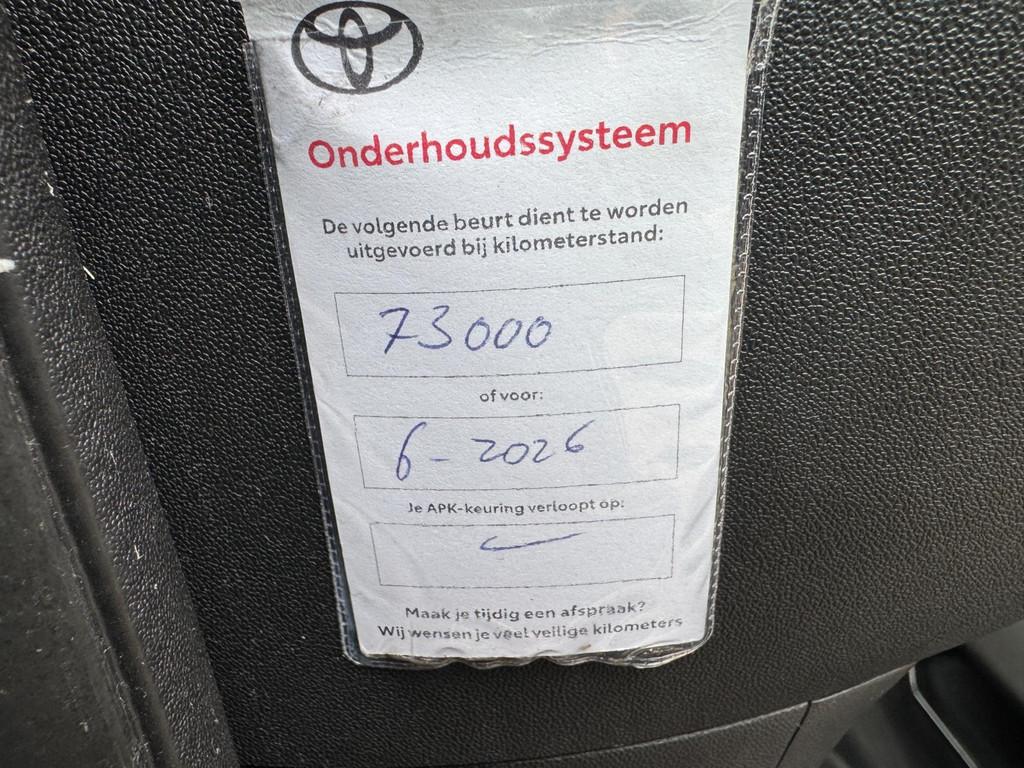 Onderhoudssysteem
De volgende beurt dient te worden
uitgevoerd bij kilometerstand:
73000
of voor:
6-2026
Je APK-keuring verloopt op:
Maak je tijdig een afspraak?
Wij wensen je veel veilige kilometers